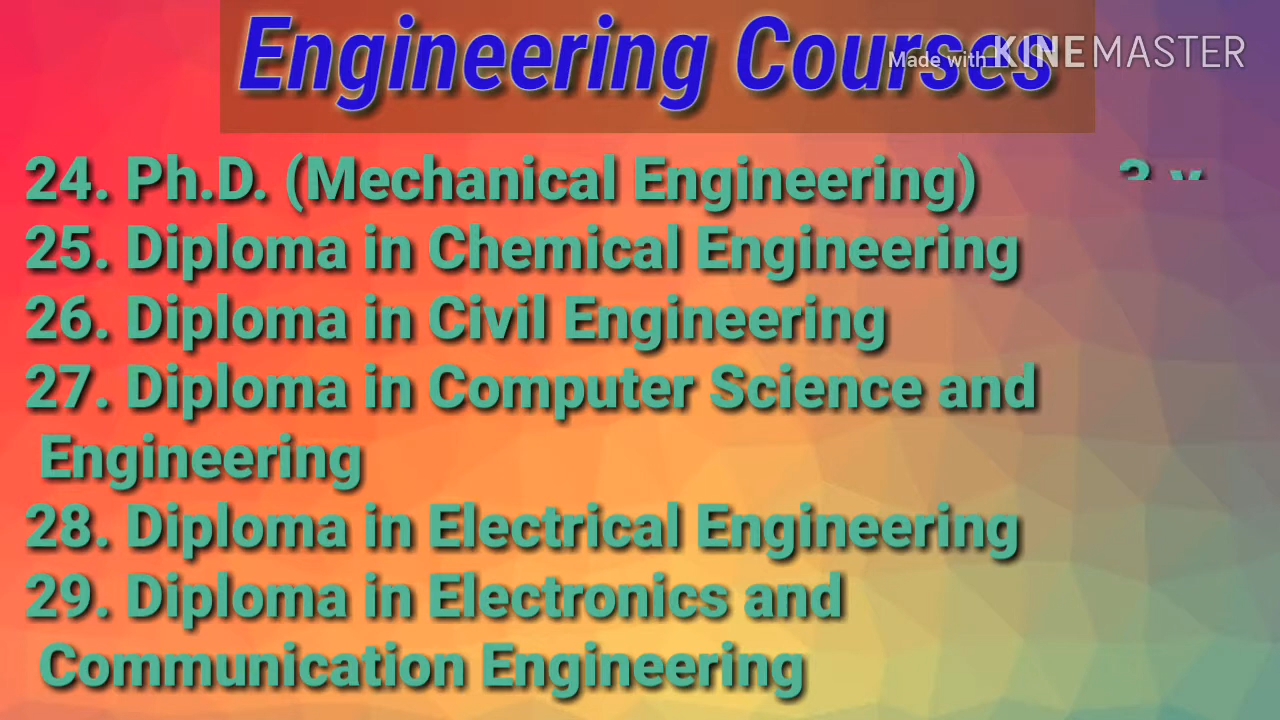 Engineering Courses
Made with KINEMASTER
24. Ph.D. (Mechanical Engineering)
25. Diploma in Chemical Engineering
26. Diploma in Civil Engineering
27. Diploma in Computer Science and
Engineering
28. Diploma in Electrical Engineering
29. Diploma in Electronics and
Communication Engineering